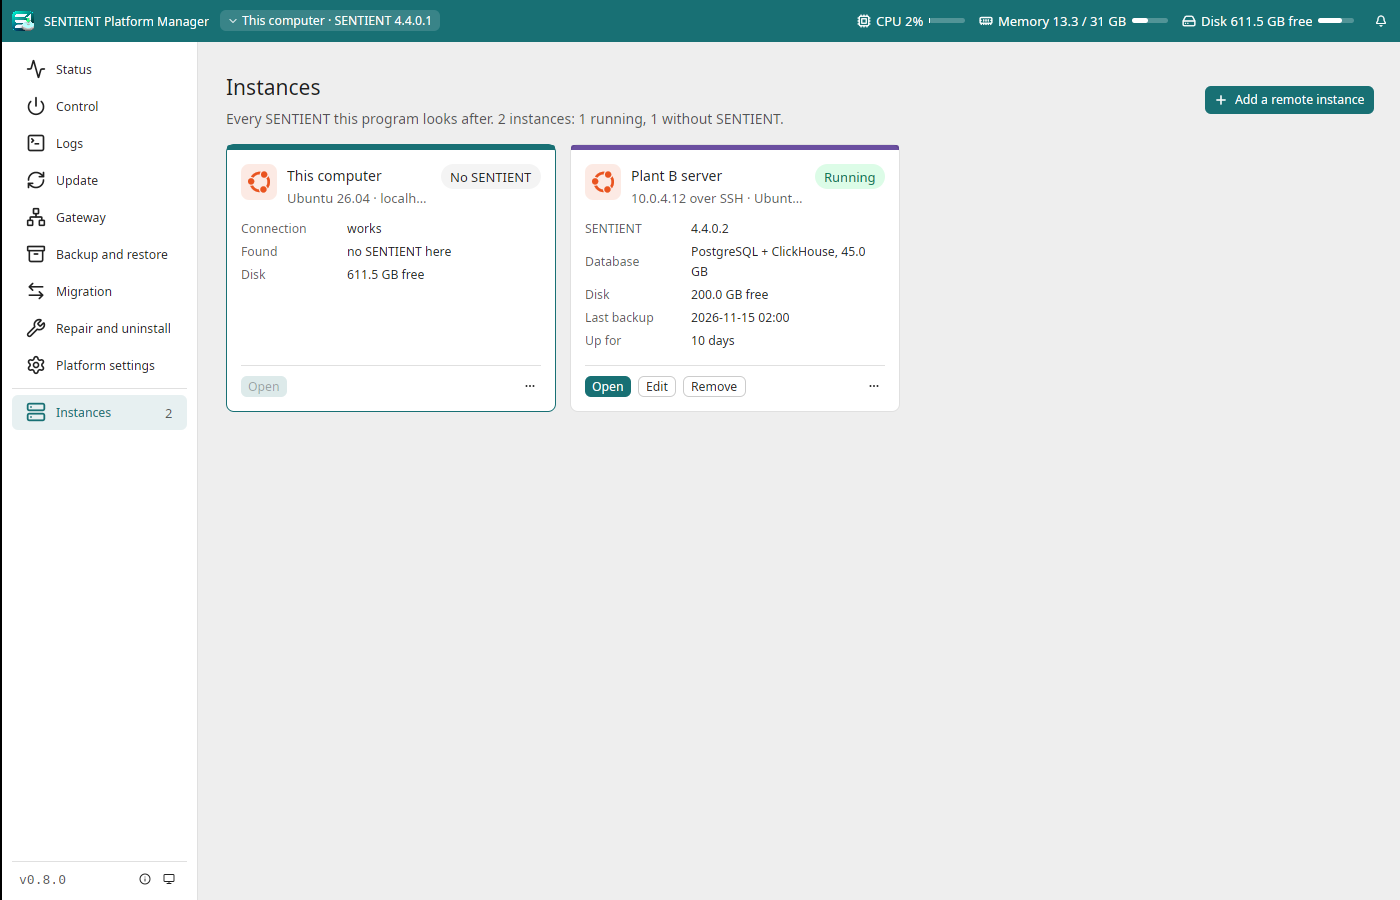 SENTIENT Platform Manager
This computer · SENTIENT 4.4.0.1
CPU 2%
Memory 13.3 / 31 GB
Disk 611.5 GB free
Status
Control
Logs
Update
Gateway
Backup and restore
Migration
Repair and uninstall
Platform settings
Instances 2
v0.8.0
Instances
Every SENTIENT this program looks after. 2 instances: 1 running, 1 without SENTIENT.
+ Add a remote instance
This computer
No SENTIENT
Ubuntu 26.04 · localh...
Connection works
Found no SENTIENT here
Disk 611.5 GB free
Open
...
Plant B server
Running
10.0.4.12 over SSH · Ubunt...
SENTIENT 4.4.0.2
Database PostgreSQL + ClickHouse, 45.0
GB
Disk 200.0 GB free
Last backup 2026-11-15 02:00
Up for 10 days
Open Edit Remove
...